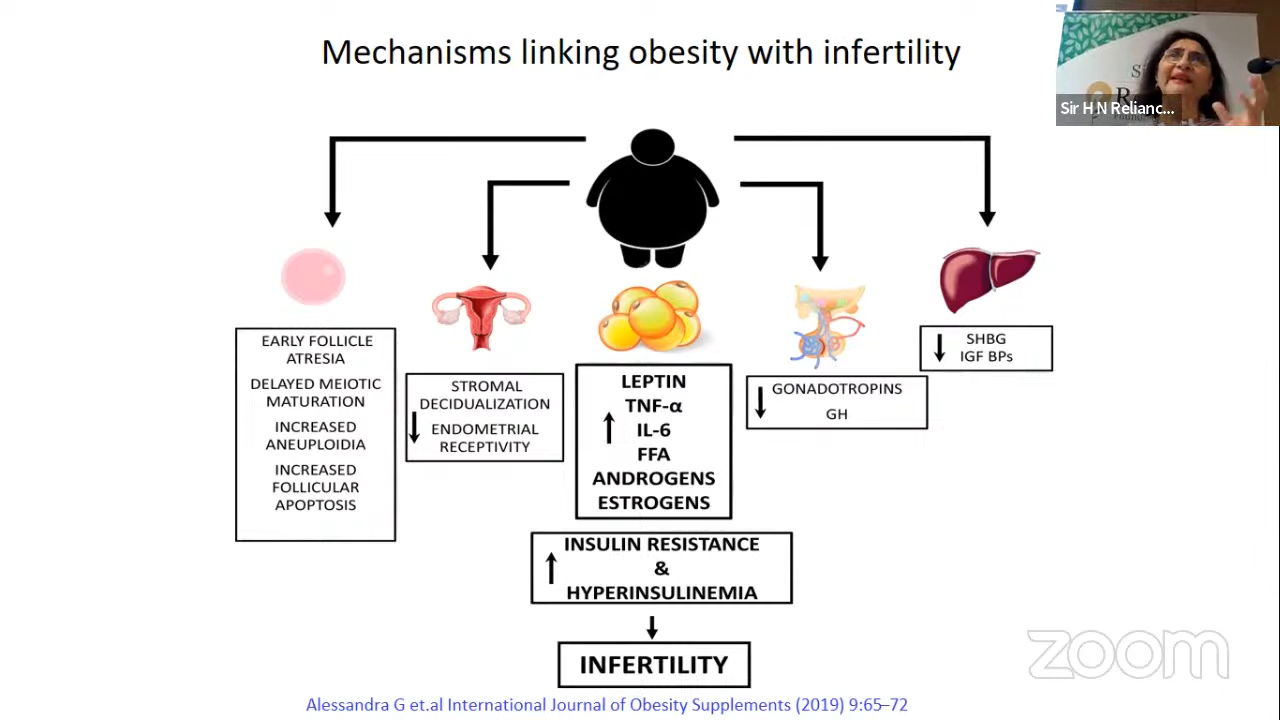 Mechanisms linking obesity with infertility
Sir H N Relianc...
EARLY FOLLICLE
ATRESIA
DELAYED MEIOTIC
MATURATION
INCREASED
ANEUPLOIDIA
INCREASED
FOLLICULAR
APOPTOSIS
STROMAL
DECIDUALIZATION
ENDOMETRIAL
RECEPTIVITY
LEPTIN
TNF-α
IL-6
FFA
ANDROGENS
ESTROGENS
GONADOTROPINS
GH
SHBG
IGF BPs
INSULIN RESISTANCE
&
HYPERINSULINEMIA
INFERTILITY
zoom
Alessandra G et.al International Journal of Obesity Supplements (2019) 9:65–72